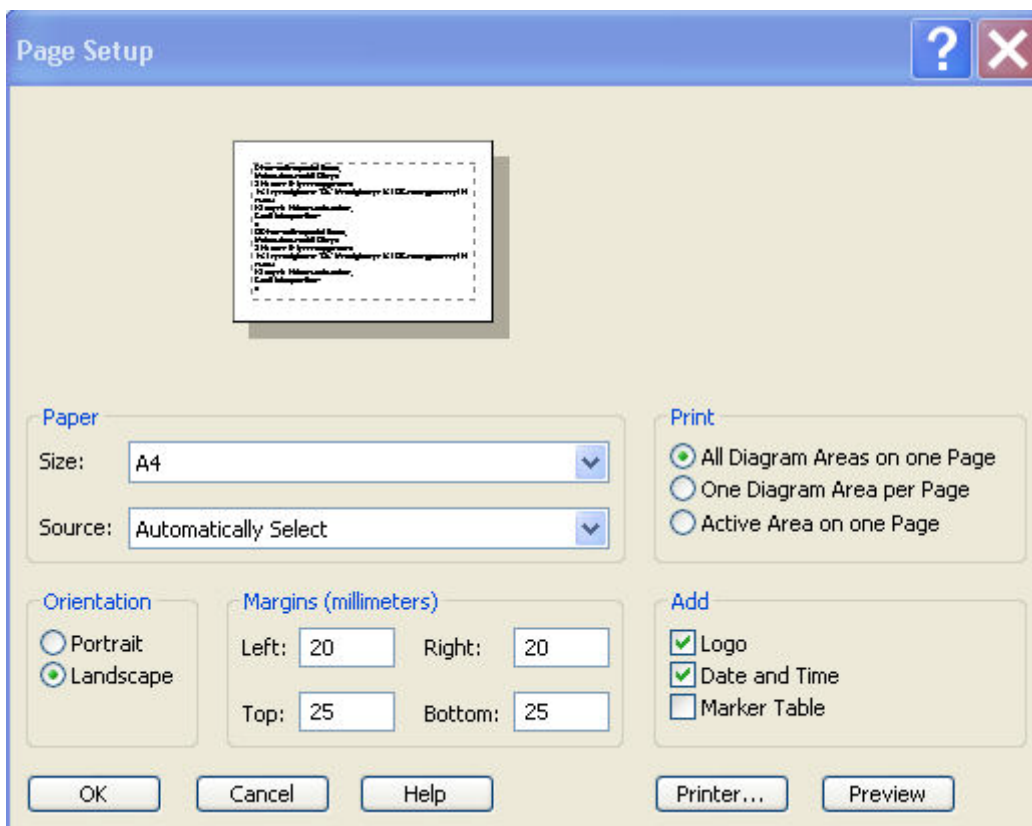 Page Setup
Paper
Size: A4
Source: Automatically Select
Print
All Diagram Areas on one Page
One Diagram Area per Page
Active Area on one Page
Orientation
Portrait
Landscape
Margins (millimeters)
Left: 20 Right: 20
Top: 25 Bottom: 25
Add
Logo
Date and Time
Marker Table
OK Cancel Help Printer... Preview